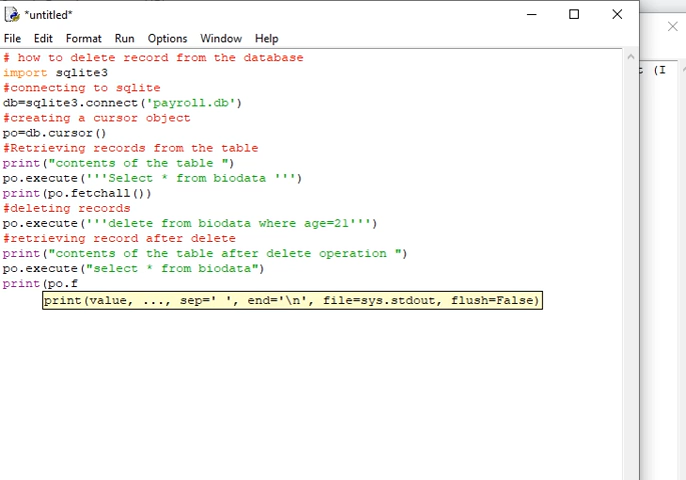 *untitled*
File Edit Format Run Options Window Help
# how to delete record from the database
import sqlite3
#connecting to sqlite
db=sqlite3.connect('payroll.db')
#creating a cursor object
po=db.cursor()
#Retrieving records from the table
print("contents of the table ")
po.execute('''Select * from biodata ''')
print(po.fetchall())
#deleting records
po.execute('''delete from biodata where age=21''')
#retrieving record after delete
print("contents of the table after delete operation ")
po.execute("select * from biodata")
print(po.f
print(value, ..., sep=' ', end='\n', file=sys.stdout, flush=False)
(I